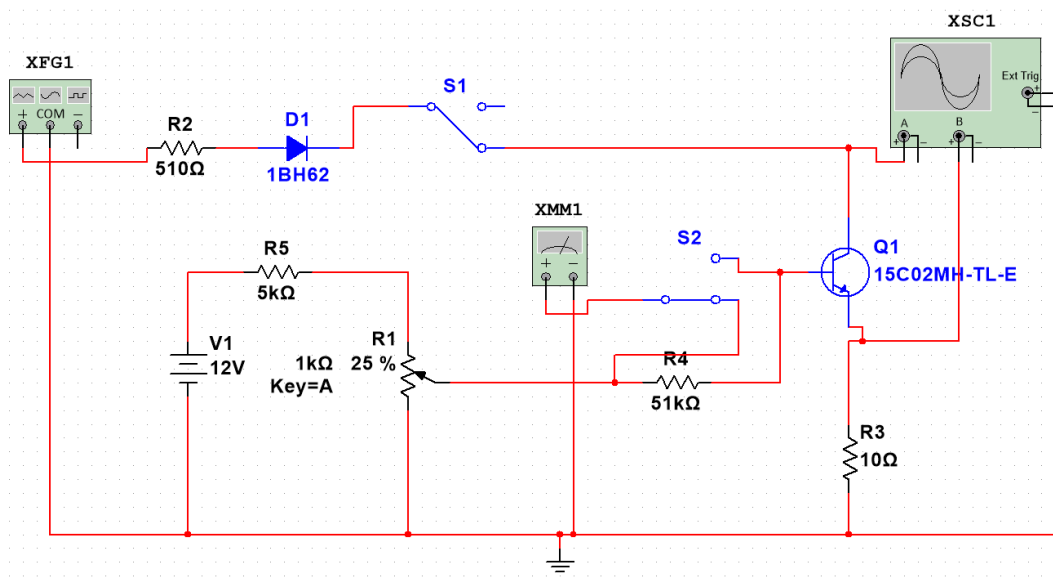 XSC1
XFG1
Ext Trig
+
−
S1
COM
+
−
R2
D1
A
B
+
−
+
−
510Ω
1BH62
XMM1
S2
+
−
Q1
R5
15C02MH-TL-E
5kΩ
V1
R1
12V
1kΩ
25 %
Key=A
R4
51kΩ
R3
10Ω